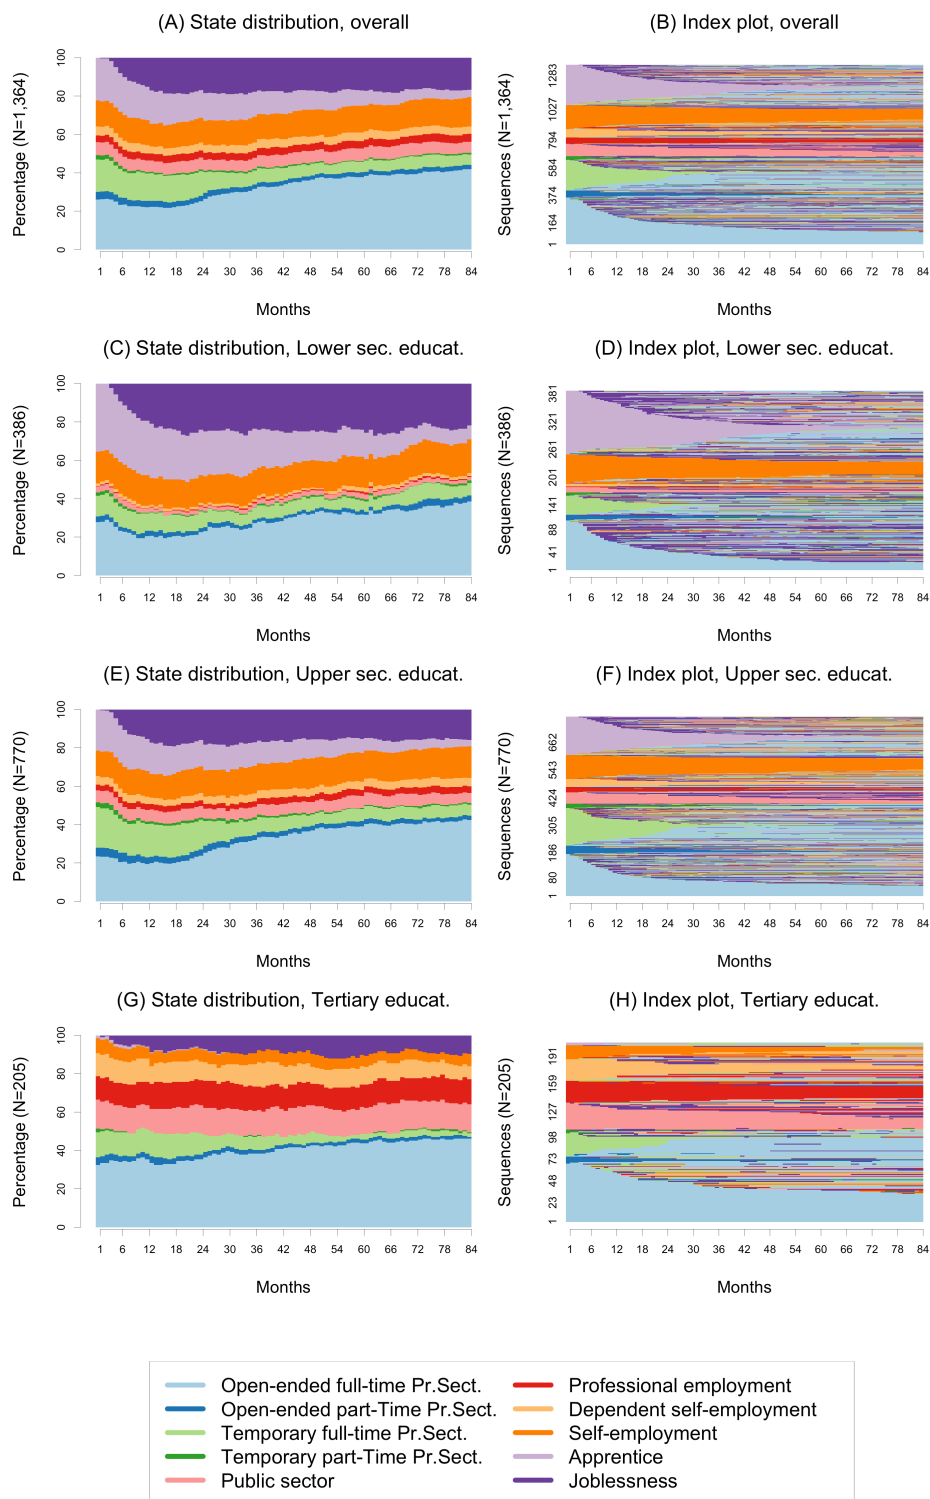 (A) State distribution, overall
Percentage (N=1,364)
0 20 40 60 80 100
1 6 12 18 24 30 36 42 48 54 60 66 72 78 84
Months
(B) Index plot, overall
Sequences (N=1,364)
1 164 374 584 794 1027 1283
1 6 12 18 24 30 36 42 48 54 60 66 72 78 84
Months
(C) State distribution, Lower sec. educat.
Percentage (N=386)
0 20 40 60 80 100
1 6 12 18 24 30 36 42 48 54 60 66 72 78 84
Months
(D) Index plot, Lower sec. educat.
Sequences (N=386)
1 41 88 141 201 261 321 381
1 6 12 18 24 30 36 42 48 54 60 66 72 78 84
Months
(E) State distribution, Upper sec. educat.
Percentage (N=770)
0 20 40 60 80 100
1 6 12 18 24 30 36 42 48 54 60 66 72 78 84
Months
(F) Index plot, Upper sec. educat.
Sequences (N=770)
1 80 186 305 424 543 662
1 6 12 18 24 30 36 42 48 54 60 66 72 78 84
Months
(G) State distribution, Tertiary educat.
Percentage (N=205)
0 20 40 60 80 100
1 6 12 18 24 30 36 42 48 54 60 66 72 78 84
Months
(H) Index plot, Tertiary educat.
Sequences (N=205)
1 23 48 73 98 127 159 191
1 6 12 18 24 30 36 42 48 54 60 66 72 78 84
Months
Open-ended full-time Pr.Sect.
Open-ended part-Time Pr.Sect.
Temporary full-time Pr.Sect.
Temporary part-Time Pr.Sect.
Public sector
Professional employment
Dependent self-employment
Self-employment
Apprentice
Joblessness